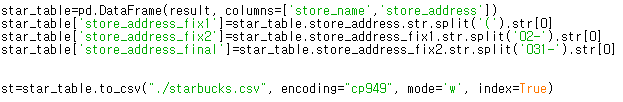 star_table=pd.DataFrame(result, columns=['store_name','store_address'])
star_table['store_address_fix1']=star_table.store_address.str.split('(').str[0]
star_table['store_address_fix2']=star_table.store_address_fix1.str.split('02-').str[0]
star_table['store_address_final']=star_table.store_address_fix2.str.split('031-').str[0]
st=star_table.to_csv("./starbucks.csv", encoding="cp949", mode='w', index=True)